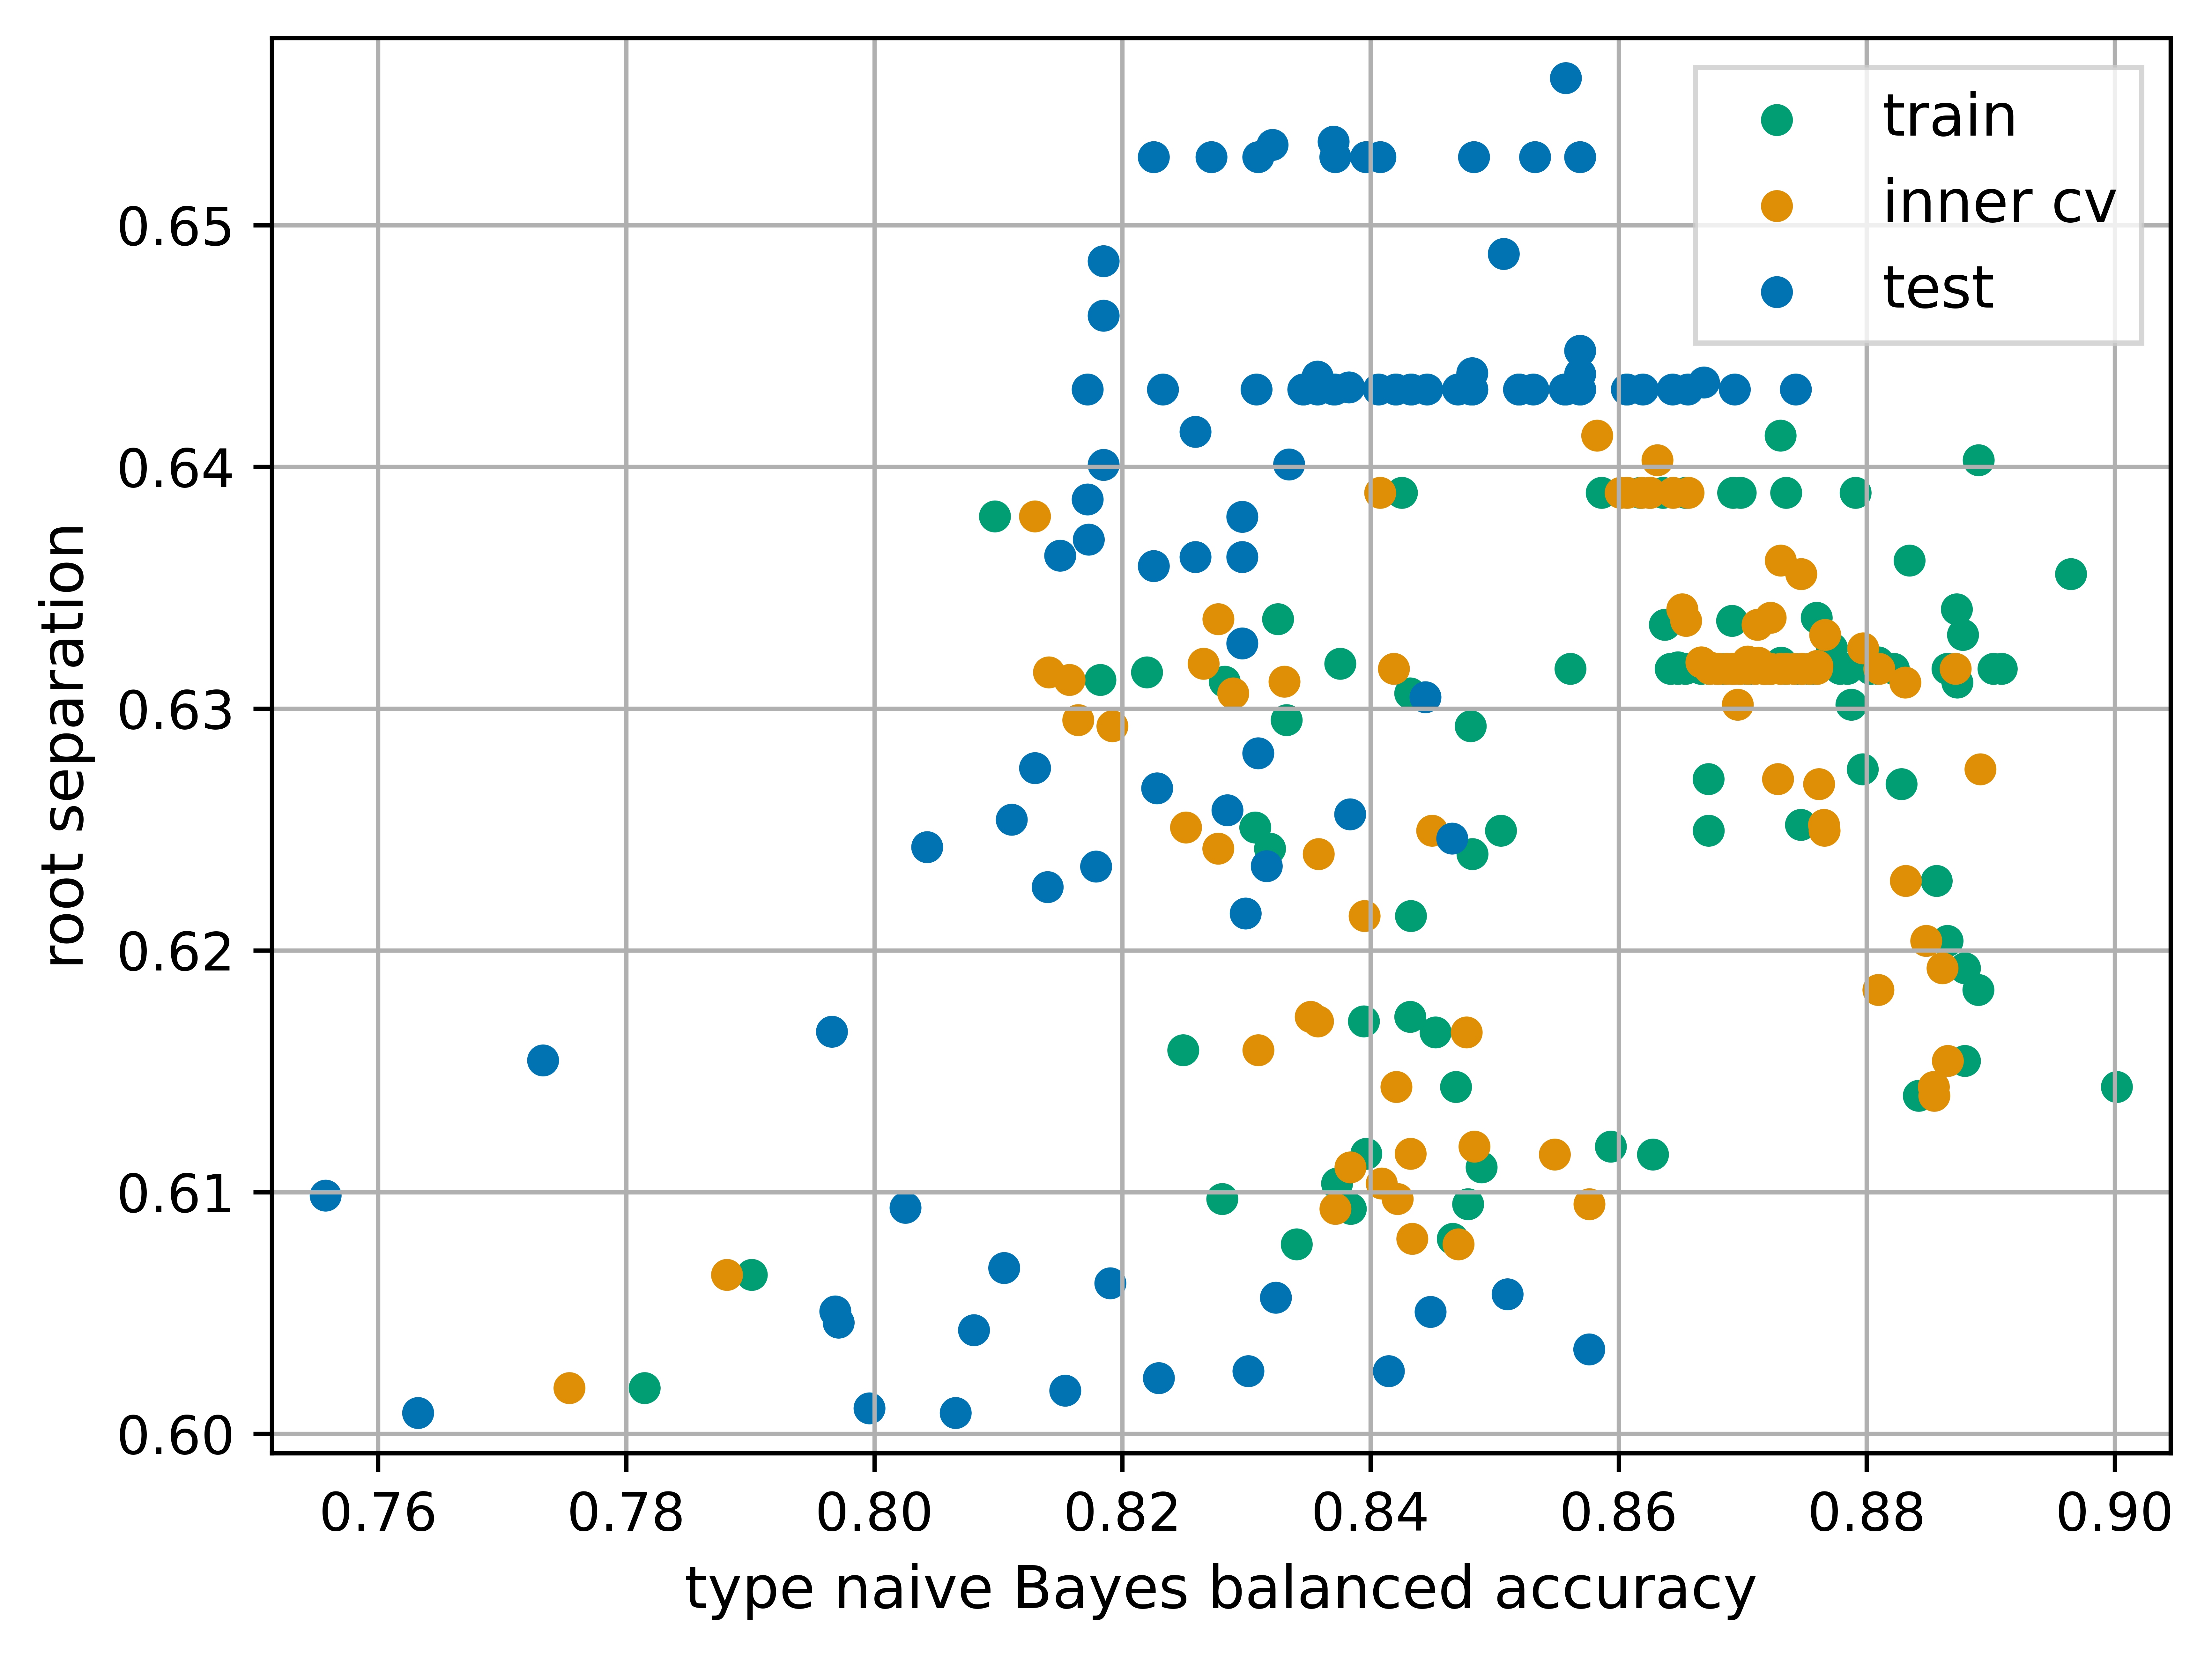 train
inner cv
test
0.65
0.64
0.63
0.62
0.61
0.60
root separation
0.76 0.78 0.80 0.82 0.84 0.86 0.88 0.90
type naive Bayes balanced accuracy